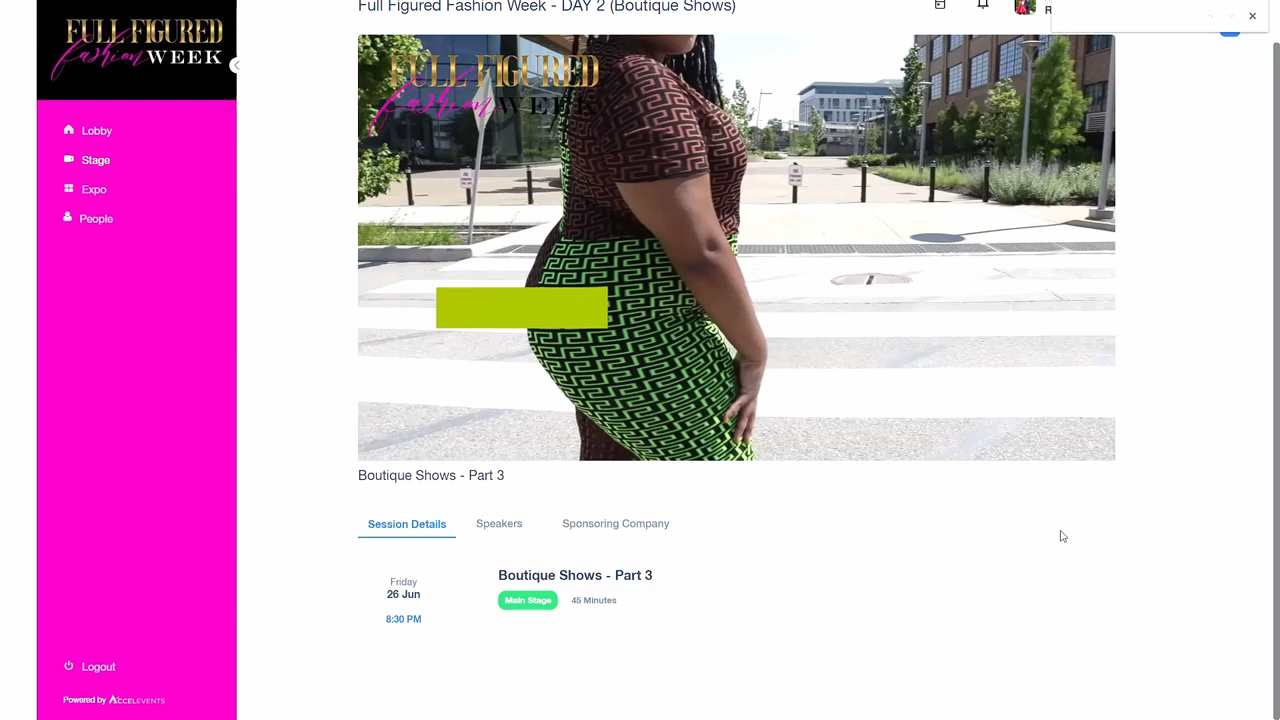 Full Figured Fashion Week - DAY 2 (Boutique Shows)
FULL FIGURED
fashion WEEK
Lobby
Stage
Expo
People
FULL FIGURED
fashion WEEK
Boutique Shows - Part 3
Session Details
Speakers
Sponsoring Company
Friday
26 Jun
8:30 PM
Boutique Shows - Part 3
Main Stage
45 Minutes
Logout
Powered by ACCELEVENTS